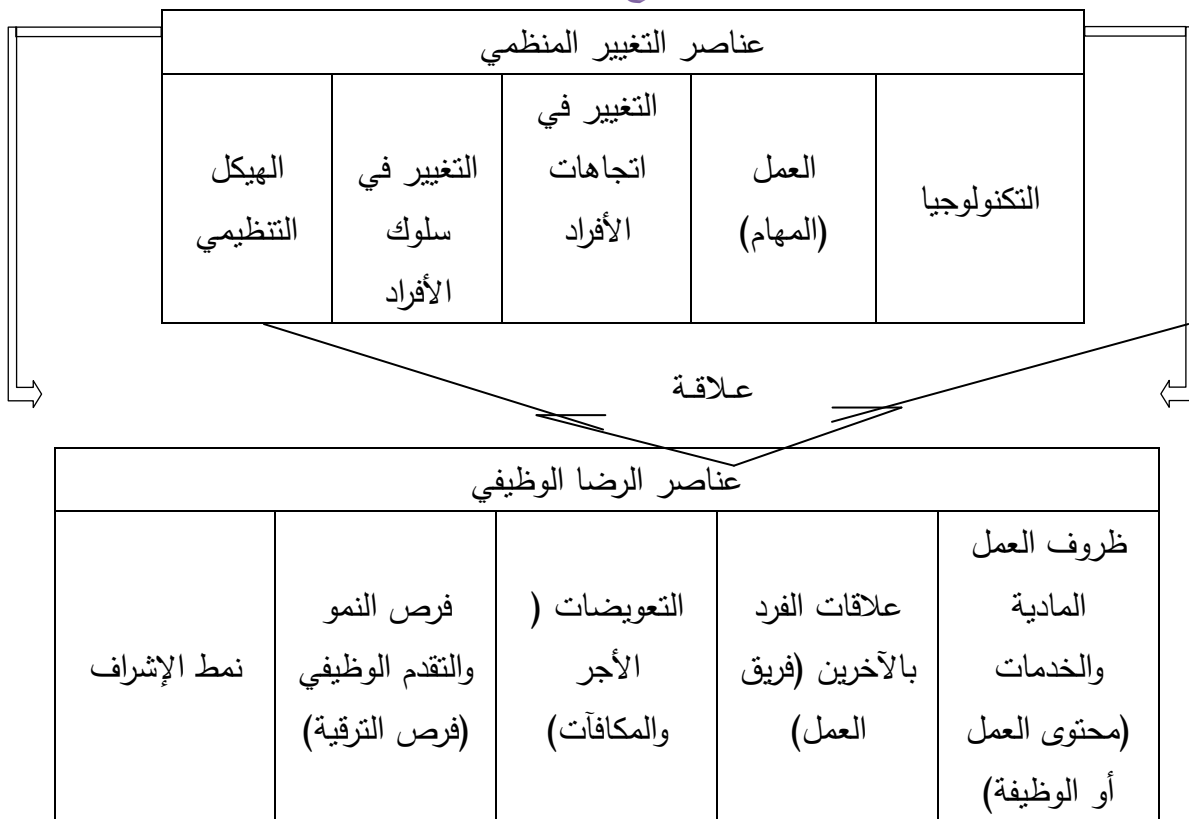 عناصر التغيير المنظمي
التكنولوجيا
العمل
(المهام)
التغيير في
اتجاهات
الأفراد
التغيير في
سلوك
الأفراد
الهيكل
التنظيمي
عـلاقـة
عناصر الرضا الوظيفي
ظروف العمل
المادية
والخدمات
(محتوى العمل
أو الوظيفة)
علاقات الفرد
بالآخرين (فريق
العمل)
التعويضات (
الأجر
والمكافآت)
فرص النمو
والتقدم الوظيفي
(فرص الترقية)
نمط الإشراف